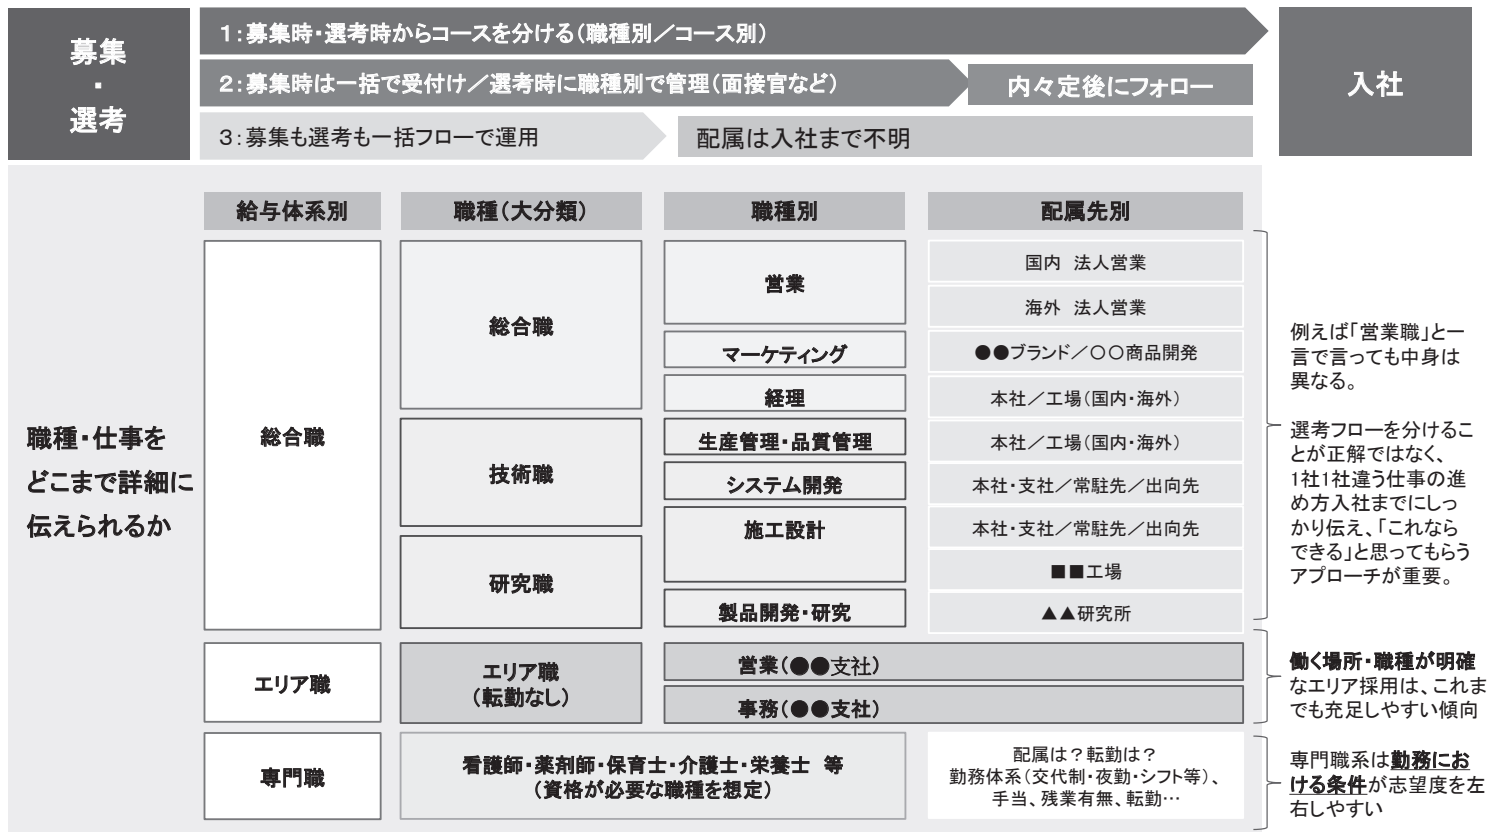 募集
・
選考
1：募集時・選考時からコースを分ける（職種別／コース別）
2：募集時は一括で受付け／選考時に職種別で管理（面接官など）
内々定後にフォロー
3：募集も選考も一括フローで運用
配属は入社まで不明
入社
職種・仕事を
どこまで詳細に
伝えられるか
給与体系別
職種（大分類）
職種別
配属先別
総合職
総合職
技術職
研究職
営業
マーケティング
経理
生産管理・品質管理
システム開発
施工設計
製品開発・研究
国内　法人営業
海外　法人営業
●●ブランド／〇〇商品開発
本社／工場（国内・海外）
本社／工場（国内・海外）
本社・支社／常駐先／出向先
本社・支社／常駐先／出向先
■■工場
▲▲研究所
エリア職
エリア職
（転勤なし）
営業（●●支社）
事務（●●支社）
専門職
看護師・薬剤師・保育士・介護士・栄養士　等
（資格が必要な職種を想定）
配属は？転勤は？
勤務体系（交代制・夜勤・シフト等）、
手当、残業有無、転勤…
例えば「営業職」と一
言で言っても中身は
異なる。
選考フローを分けるこ
とが正解ではなく、
1社1社違う仕事の進
め方入社までにしっ
かり伝え、「これなら
できる」と思ってもらう
アプローチが重要。
働く場所・職種が明確
なエリア採用は、これま
でも充足しやすい傾向
専門職系は勤務にお
ける条件が志望度を左
右しやすい